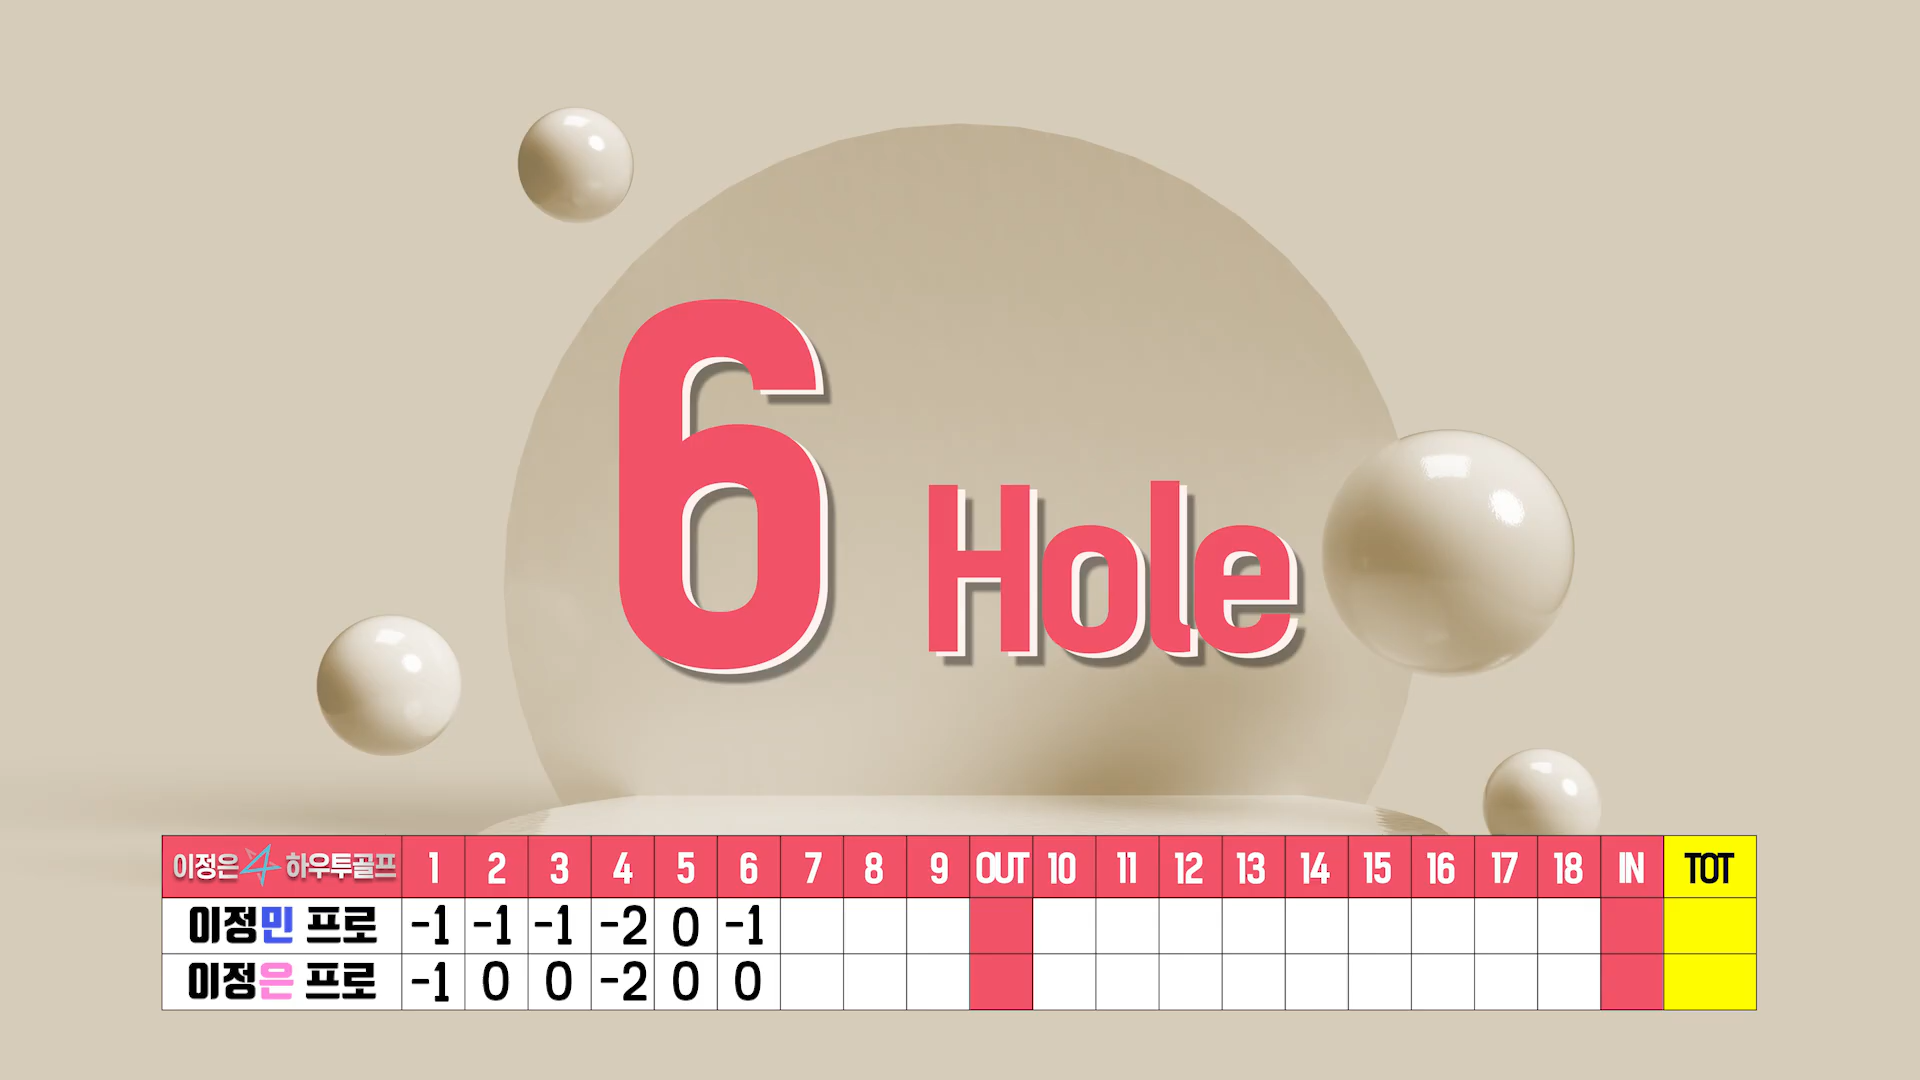 6 Hole
이정은 하우투골프 1 2 3 4 5 6 7 8 9 OUT 10 11 12 13 14 15 16 17 18 IN TOT
이정민 프로 -1 -1 -1 -2 0 -1
이정은 프로 -1 0 0 -2 0 0